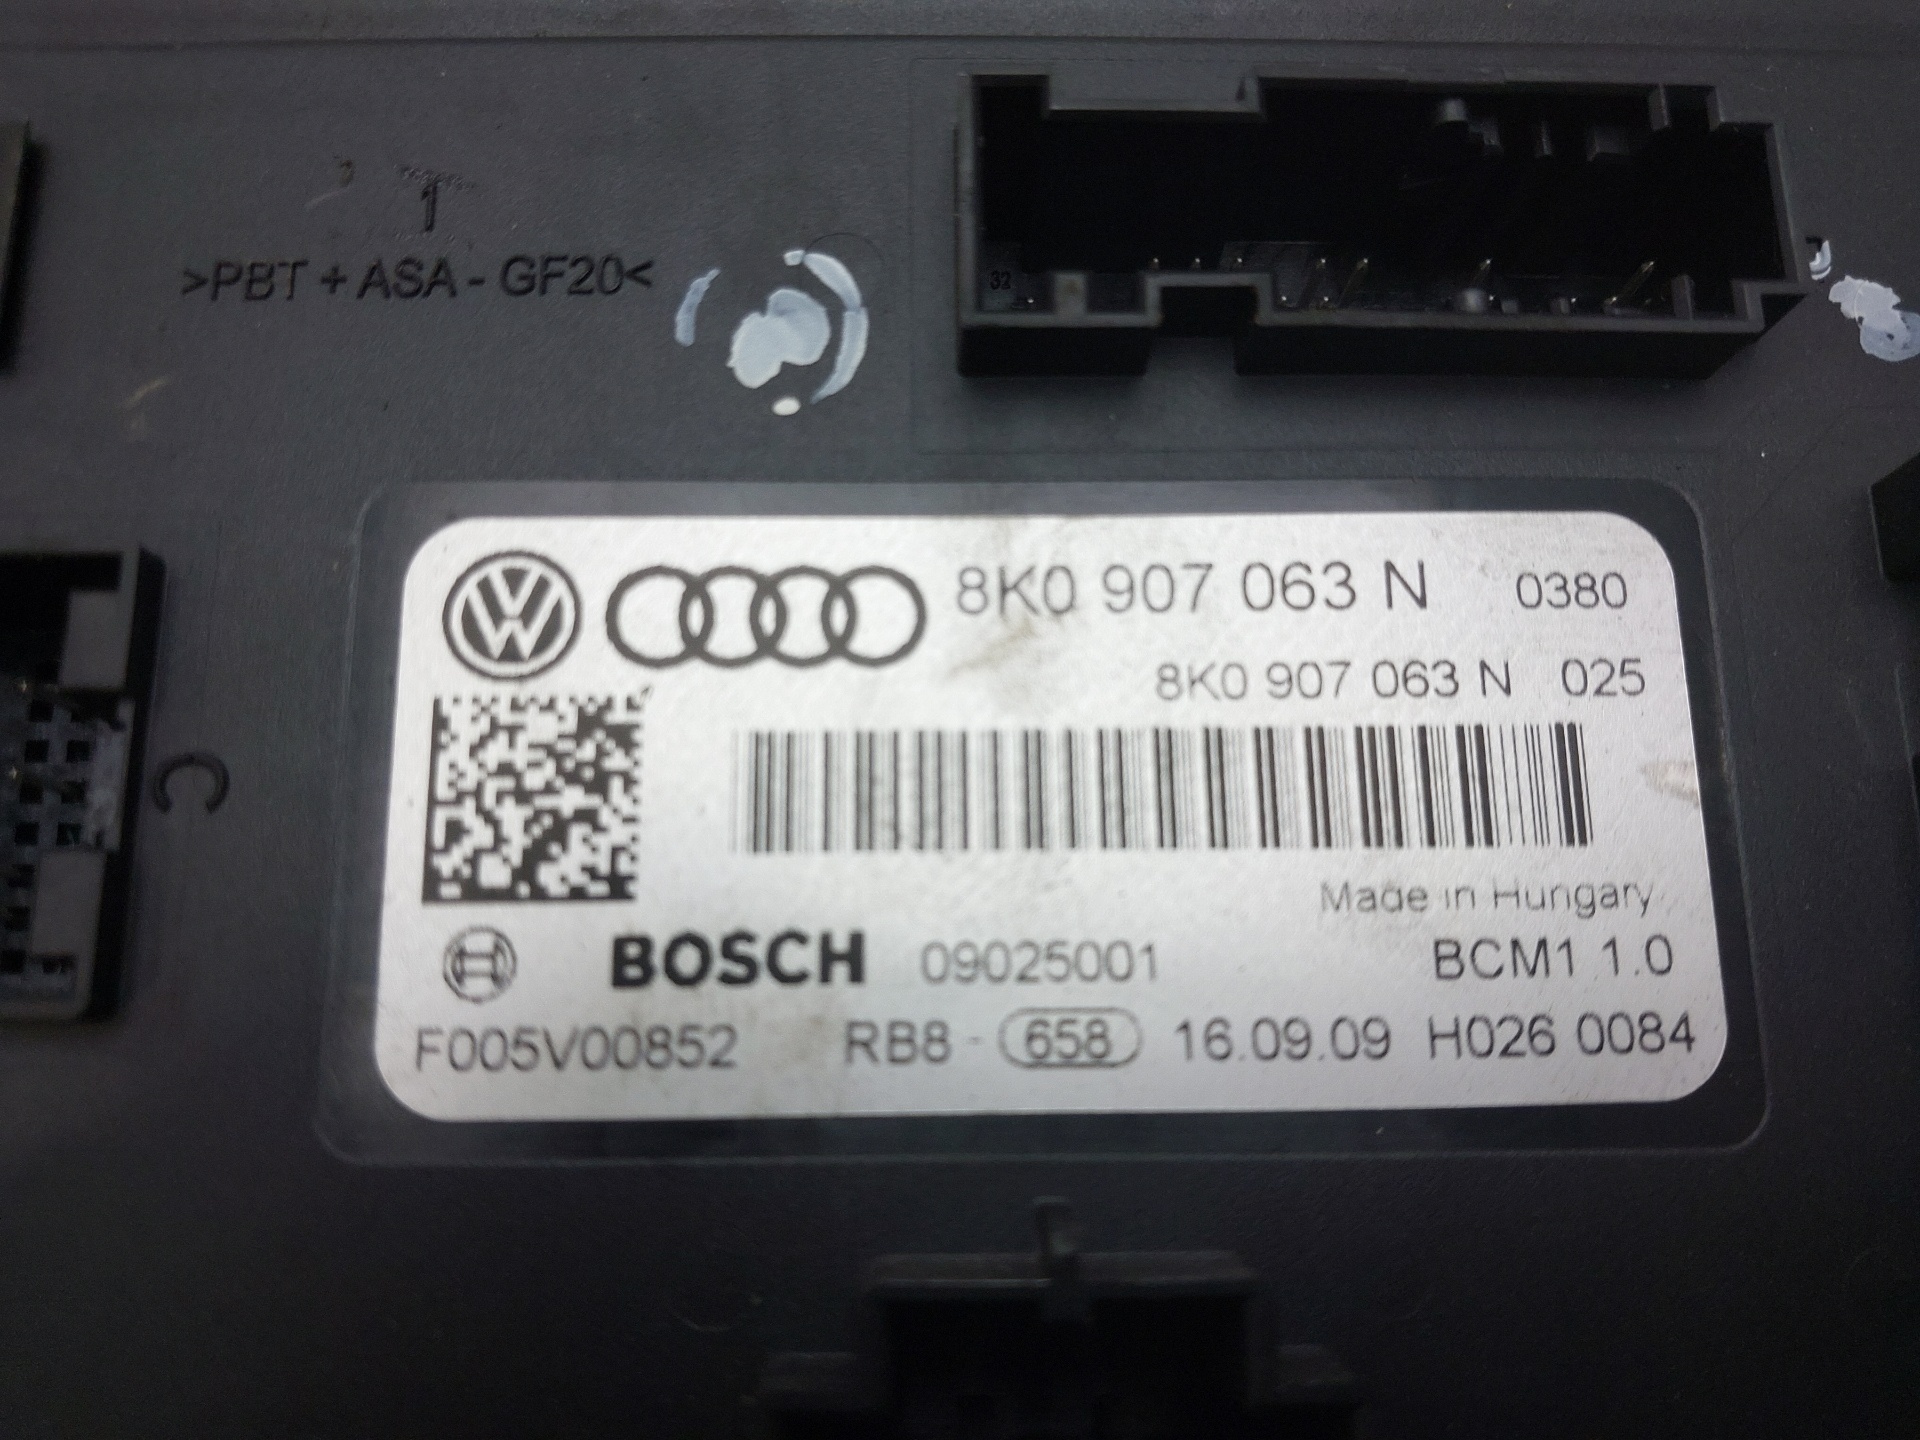 1
>PBT + ASA - GF20<
32
8K0 907 063 N 0380
8K0 907 063 N 025
C
Made in Hungary
BOSCH 09025001 BCM1 1.0
F005V00852 RB8 - 658 16.09.09 H026 0084